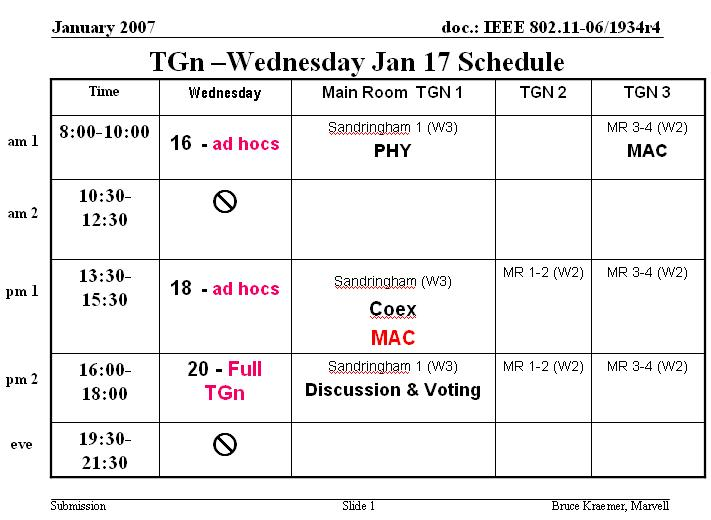 January 2007 doc.: IEEE 802.11-06/1934r4
TGn –Wednesday Jan 17 Schedule
Time Wednesday Main Room TGN 1 TGN 2 TGN 3
am 1
8:00-10:00
16 - ad hocs
Sandringham 1 (W3)
PHY
MR 3-4 (W2)
MAC
am 2
10:30-
12:30
pm 1
13:30-
15:30
18 - ad hocs
Sandringham (W3)
Coex
MAC
MR 1-2 (W2)
MR 3-4 (W2)
pm 2
16:00-
18:00
20 - Full
TGn
Sandringham 1 (W3)
Discussion & Voting
MR 1-2 (W2)
MR 3-4 (W2)
eve
19:30-
21:30
Submission Slide 1 Bruce Kraemer, Marvell